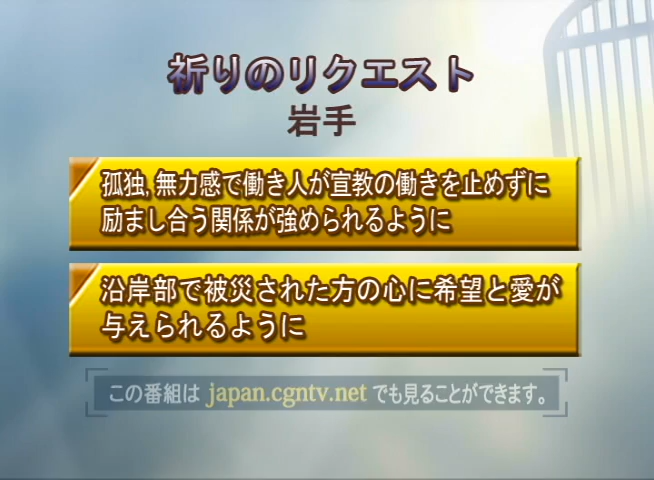 祈りのリクエスト
岩手
孤独,無力感で働き人が宣教の働きを止めずに
励まし合う関係が強められるように
沿岸部で被災された方の心に希望と愛が
与えられるように
この番組は japan.cgntv.net でも見ることができます。